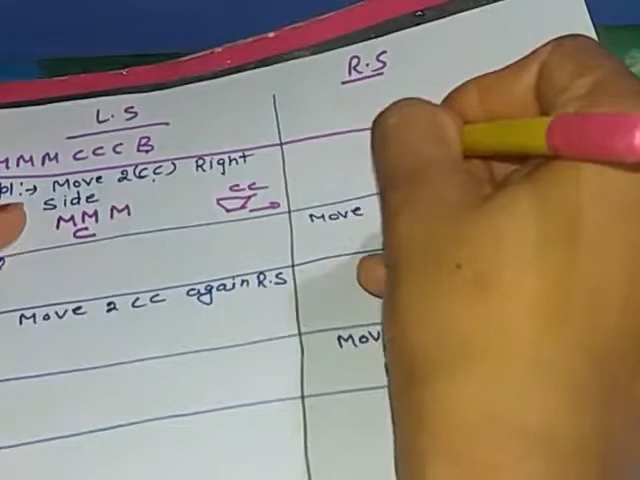 L.S
R.S
MMM CCC B
Move 2(CC) Right
side
MMM
C
CC
Move
Move 2 CC again R.S
Mov